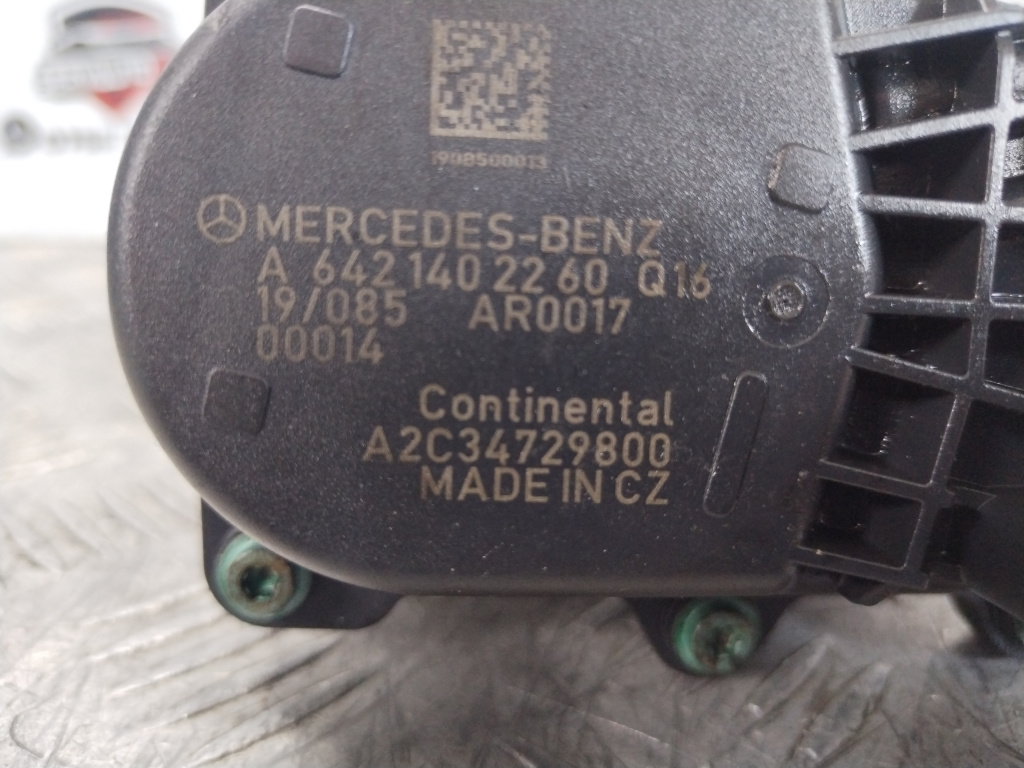 1908500013
MERCEDES-BENZ
A 642 140 22 60 Q16
19/085 AR0017
00014
Continental
A2C34729800
MADE IN CZ